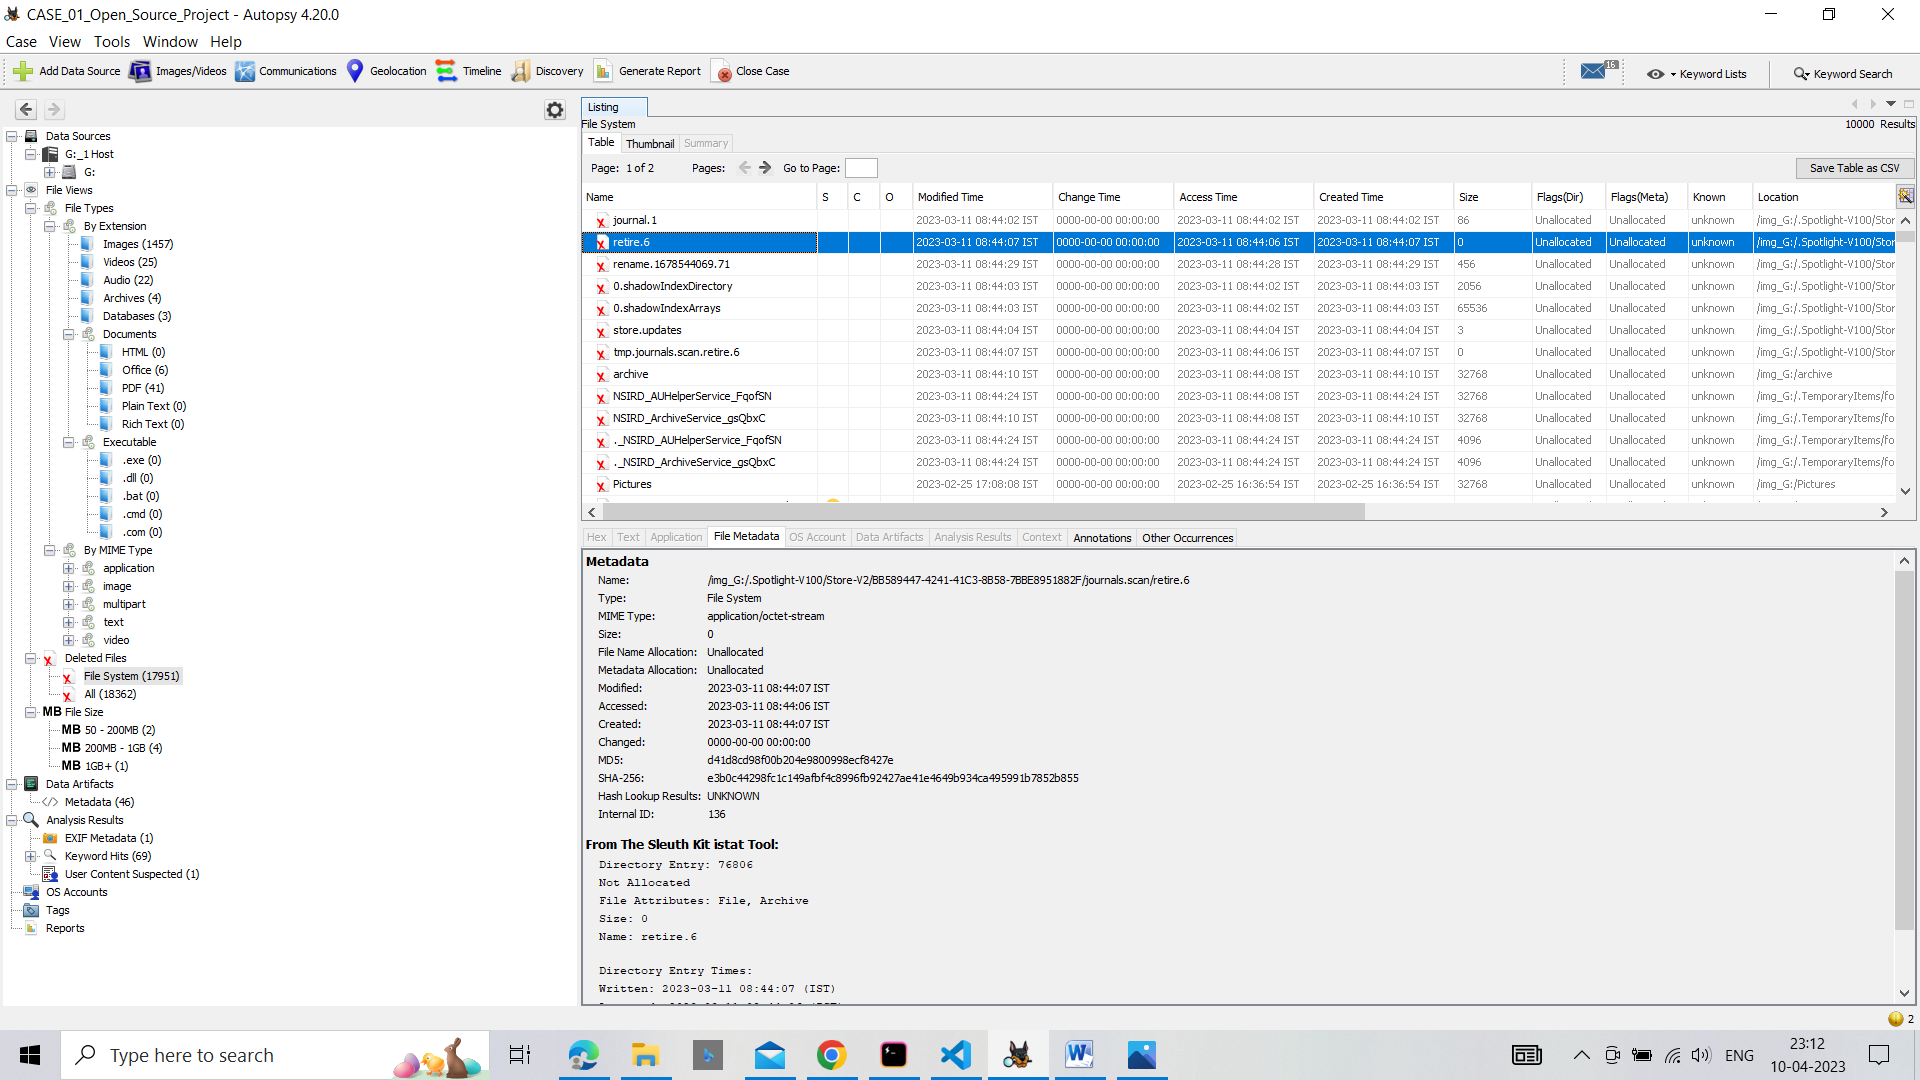 CASE_01_Open_Source_Project - Autopsy 4.20.0
Case View Tools Window Help
Add Data Source Images/Videos Communications Geolocation Timeline Discovery Generate Report Close Case 16 Keyword Lists Keyword Search
Data Sources
G:_1 Host
G:
File Views
File Types
By Extension
Images (1457)
Videos (25)
Audio (22)
Archives (4)
Databases (3)
Documents
HTML (0)
Office (6)
PDF (41)
Plain Text (0)
Rich Text (0)
Executable
.exe (0)
.dll (0)
.bat (0)
.cmd (0)
.com (0)
By MIME Type
application
image
multipart
text
video
Deleted Files
File System (17951)
All (18362)
MB File Size
MB 50 - 200MB (2)
MB 200MB - 1GB (4)
MB 1GB+ (1)
Data Artifacts
Metadata (46)
Analysis Results
EXIF Metadata (1)
Keyword Hits (69)
User Content Suspected (1)
OS Accounts
Tags
Reports
Listing
File System 10000 Results
Table Thumbnail Summary
Page: 1 of 2 Pages: Go to Page: Save Table as CSV
Name S C O Modified Time Change Time Access Time Created Time Size Flags(Dir) Flags(Meta) Known Location
journal.1 2023-03-11 08:44:02 IST 0000-00-00 00:00:00 2023-03-11 08:44:02 IST 2023-03-11 08:44:02 IST 86 Unallocated Unallocated unknown /img_G:/.Spotlight-V100/Stor
retire.6 2023-03-11 08:44:07 IST 0000-00-00 00:00:00 2023-03-11 08:44:06 IST 2023-03-11 08:44:07 IST 0 Unallocated Unallocated unknown /img_G:/.Spotlight-V100/Stor
rename.1678544069.71 2023-03-11 08:44:29 IST 0000-00-00 00:00:00 2023-03-11 08:44:28 IST 2023-03-11 08:44:29 IST 456 Unallocated Unallocated unknown /img_G:/.Spotlight-V100/Stor
0.shadowIndexDirectory 2023-03-11 08:44:03 IST 0000-00-00 00:00:00 2023-03-11 08:44:02 IST 2023-03-11 08:44:03 IST 2056 Unallocated Unallocated unknown /img_G:/.Spotlight-V100/Stor
0.shadowIndexArrays 2023-03-11 08:44:03 IST 0000-00-00 00:00:00 2023-03-11 08:44:02 IST 2023-03-11 08:44:03 IST 65536 Unallocated Unallocated unknown /img_G:/.Spotlight-V100/Stor
store.updates 2023-03-11 08:44:04 IST 0000-00-00 00:00:00 2023-03-11 08:44:04 IST 2023-03-11 08:44:04 IST 3 Unallocated Unallocated unknown /img_G:/.Spotlight-V100/Stor
tmp.journals.scan.retire.6 2023-03-11 08:44:07 IST 0000-00-00 00:00:00 2023-03-11 08:44:06 IST 2023-03-11 08:44:07 IST 0 Unallocated Unallocated unknown /img_G:/.Spotlight-V100/Stor
archive 2023-03-11 08:44:10 IST 0000-00-00 00:00:00 2023-03-11 08:44:08 IST 2023-03-11 08:44:10 IST 32768 Unallocated Unallocated unknown /img_G:/archive
NSIRD_AUHelperService_FqofSN 2023-03-11 08:44:24 IST 0000-00-00 00:00:00 2023-03-11 08:44:08 IST 2023-03-11 08:44:24 IST 32768 Unallocated Unallocated unknown /img_G:/.TemporaryItems/fo
NSIRD_ArchiveService_gsQbxC 2023-03-11 08:44:10 IST 0000-00-00 00:00:00 2023-03-11 08:44:08 IST 2023-03-11 08:44:10 IST 32768 Unallocated Unallocated unknown /img_G:/.TemporaryItems/fo
._NSIRD_AUHelperService_FqofSN 2023-03-11 08:44:24 IST 0000-00-00 00:00:00 2023-03-11 08:44:24 IST 2023-03-11 08:44:24 IST 4096 Unallocated Unallocated unknown /img_G:/.TemporaryItems/fo
._NSIRD_ArchiveService_gsQbxC 2023-03-11 08:44:24 IST 0000-00-00 00:00:00 2023-03-11 08:44:24 IST 2023-03-11 08:44:24 IST 4096 Unallocated Unallocated unknown /img_G:/.TemporaryItems/fo
Pictures 2023-02-25 17:08:08 IST 0000-00-00 00:00:00 2023-02-25 16:36:54 IST 2023-02-25 16:36:54 IST 32768 Unallocated Unallocated unknown /img_G:/Pictures
Hex Text Application File Metadata OS Account Data Artifacts Analysis Results Context Annotations Other Occurrences
Metadata
Name: /img_G:/.Spotlight-V100/Store-V2/BB589447-4241-41C3-8B58-7BBE8951882F/journals.scan/retire.6
Type: File System
MIME Type: application/octet-stream
Size: 0
File Name Allocation: Unallocated
Metadata Allocation: Unallocated
Modified: 2023-03-11 08:44:07 IST
Accessed: 2023-03-11 08:44:06 IST
Created: 2023-03-11 08:44:07 IST
Changed: 0000-00-00 00:00:00
MD5: d41d8cd98f00b204e9800998ecf8427e
SHA-256: e3b0c44298fc1c149afbf4c8996fb92427ae41e4649b934ca495991b7852b855
Hash Lookup Results: UNKNOWN
Internal ID: 136
From The Sleuth Kit istat Tool:
Directory Entry: 76806
Not Allocated
File Attributes: File, Archive
Size: 0
Name: retire.6
Directory Entry Times:
Written: 2023-03-11 08:44:07 (IST)
2
Type here to search
ENG
23:12
10-04-2023